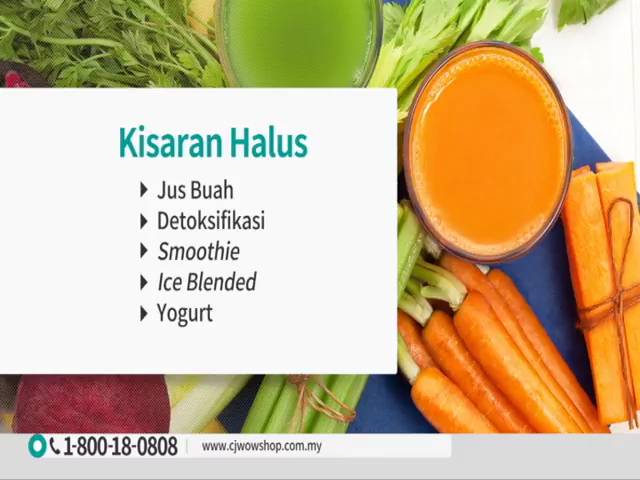 Kisaran Halus
Jus Buah
Detoksifikasi
Smoothie
Ice Blended
Yogurt
1-800-18-0808
www.cjwowshop.com.my